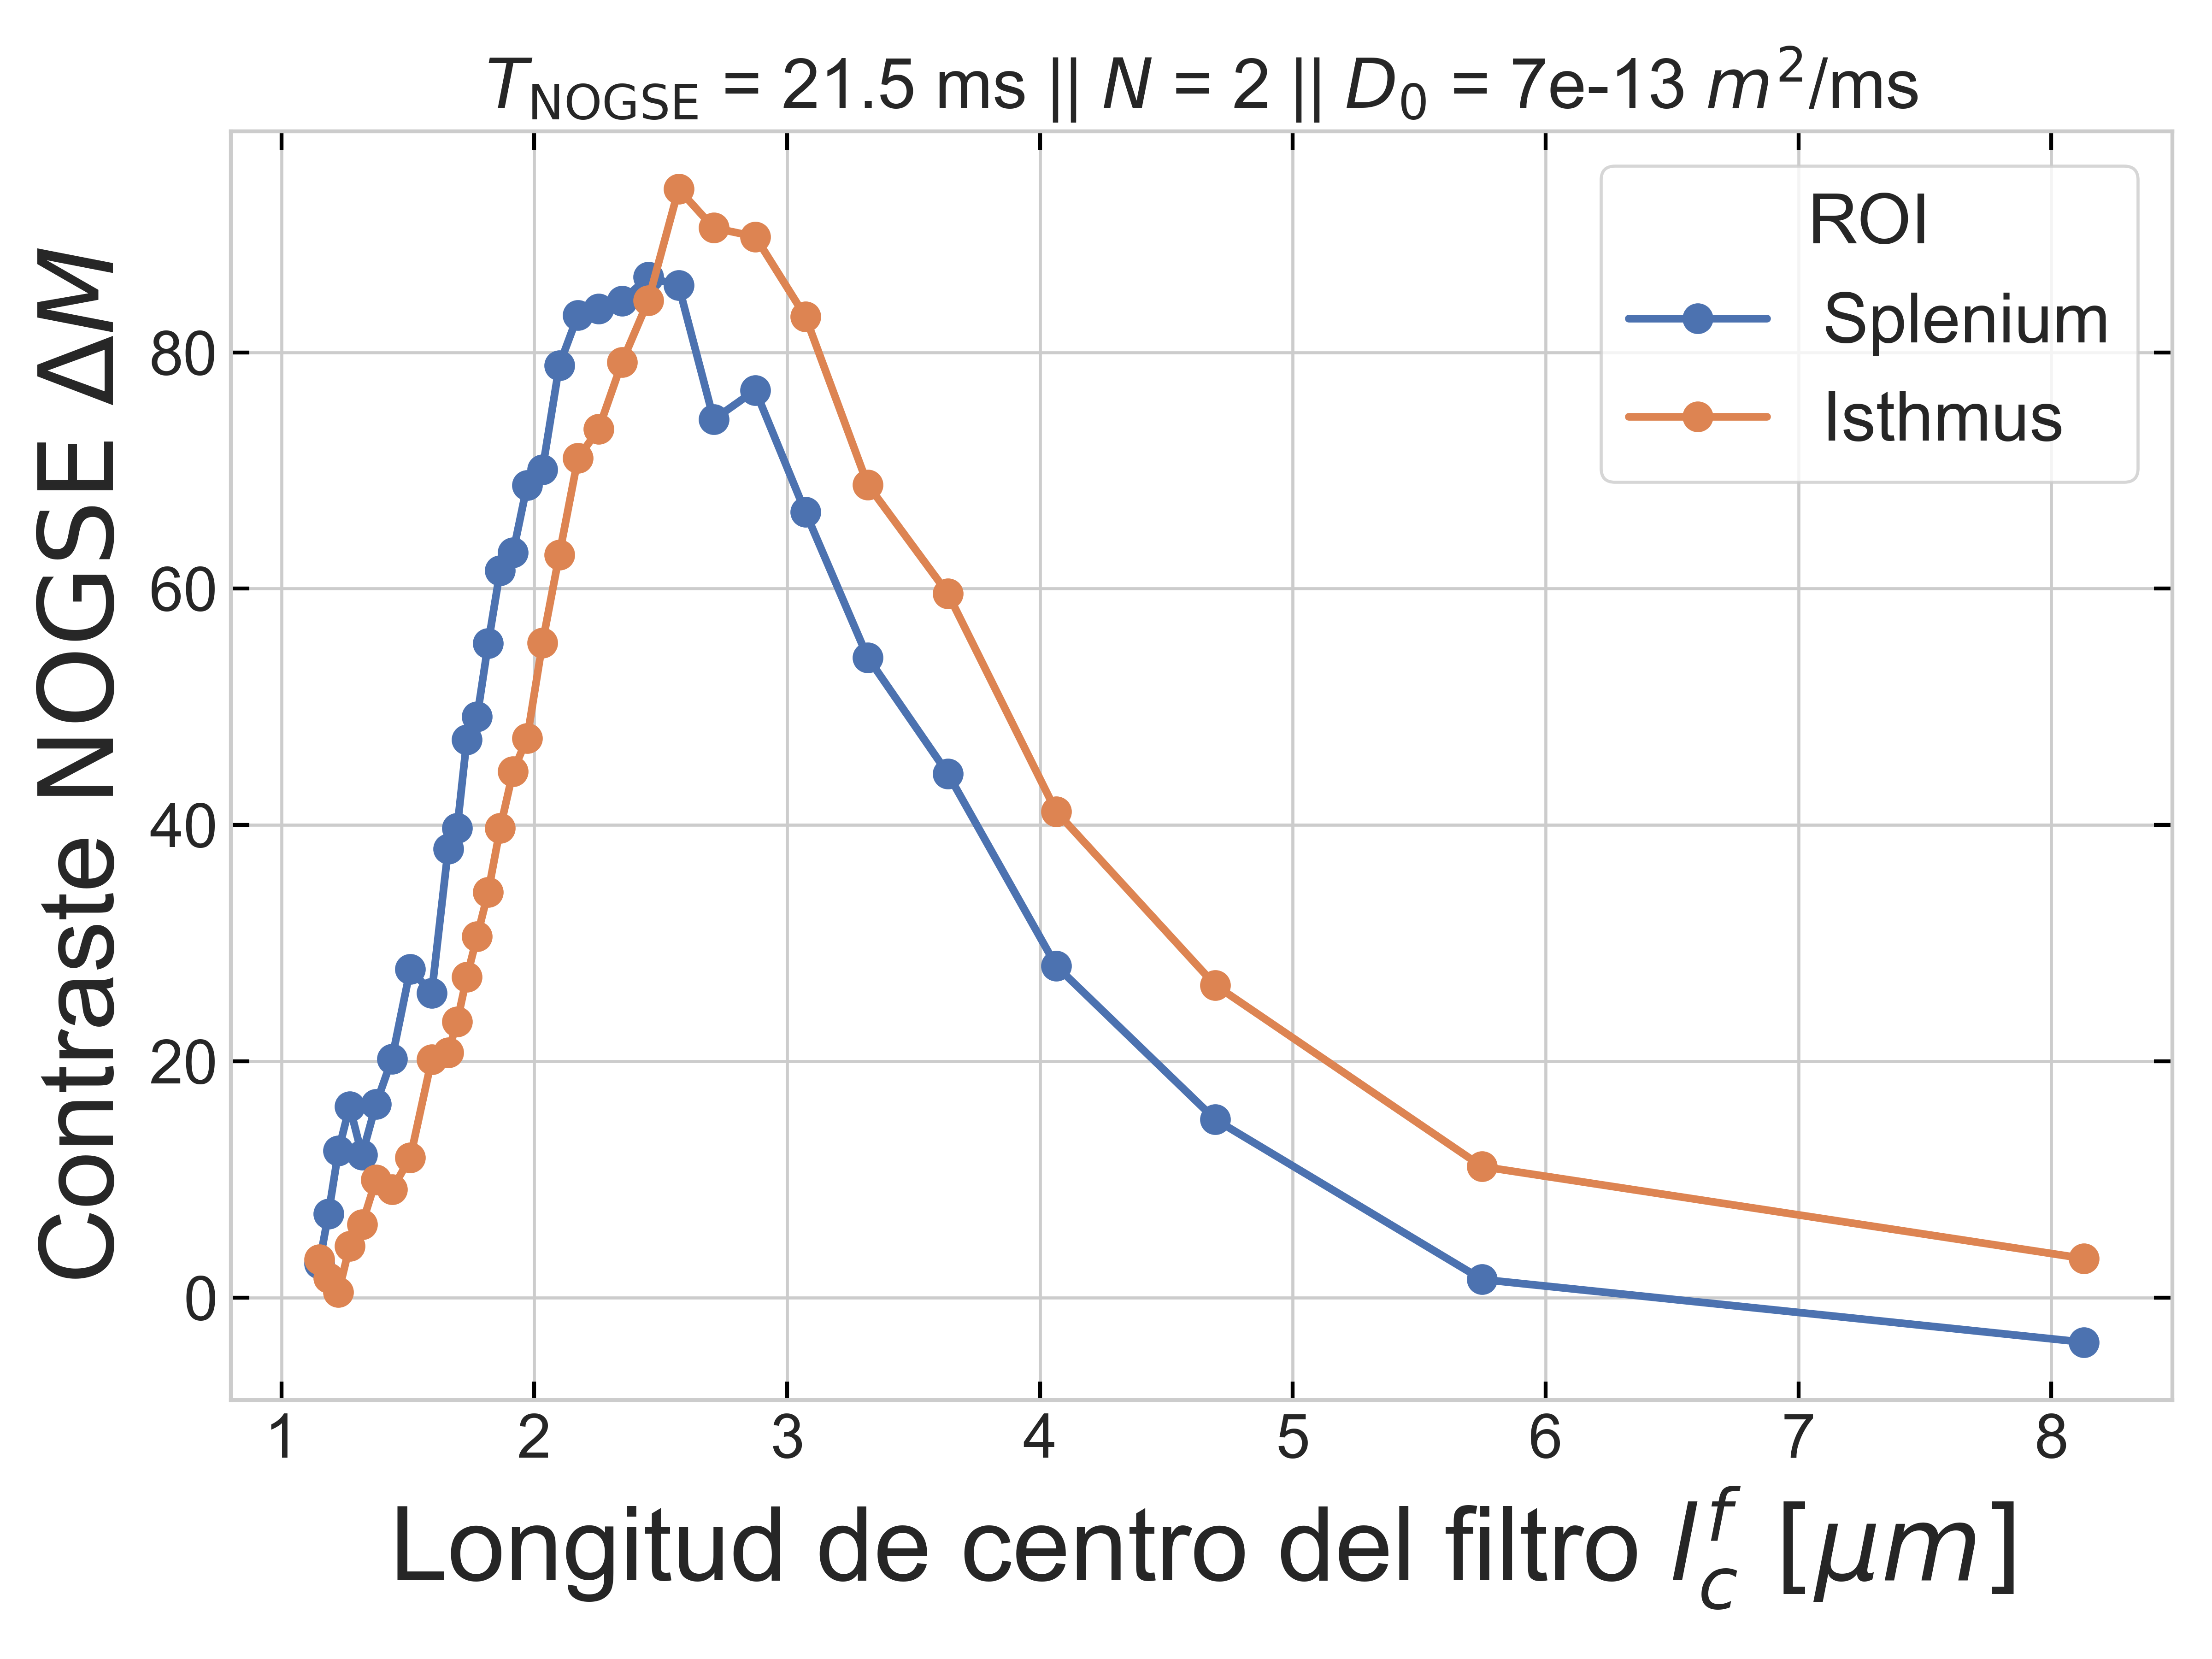 T_NOGSE = 21.5 ms || N = 2 || D_0 = 7e-13 m^2/ms
Contraste NOGSE ΔM
80
60
40
20
0
ROI
Splenium
Isthmus
1 2 3 4 5 6 7 8
Longitud de centro del filtro l_c^f [μm]